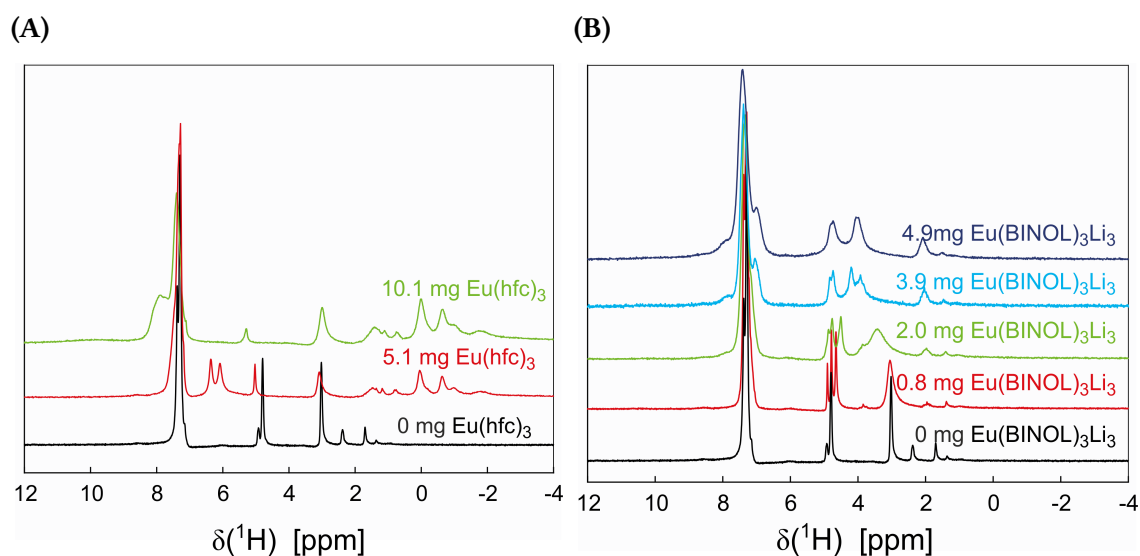 (A)
10.1 mg Eu(hfc)₃
5.1 mg Eu(hfc)₃
0 mg Eu(hfc)₃
12 10 8 6 4 2 0 -2 -4
δ(¹H) [ppm]
(B)
4.9mg Eu(BINOL)₃Li₃
3.9 mg Eu(BINOL)₃Li₃
2.0 mg Eu(BINOL)₃Li₃
0.8 mg Eu(BINOL)₃Li₃
0 mg Eu(BINOL)₃Li₃
12 10 8 6 4 2 0 -2 -4
δ(¹H) [ppm]